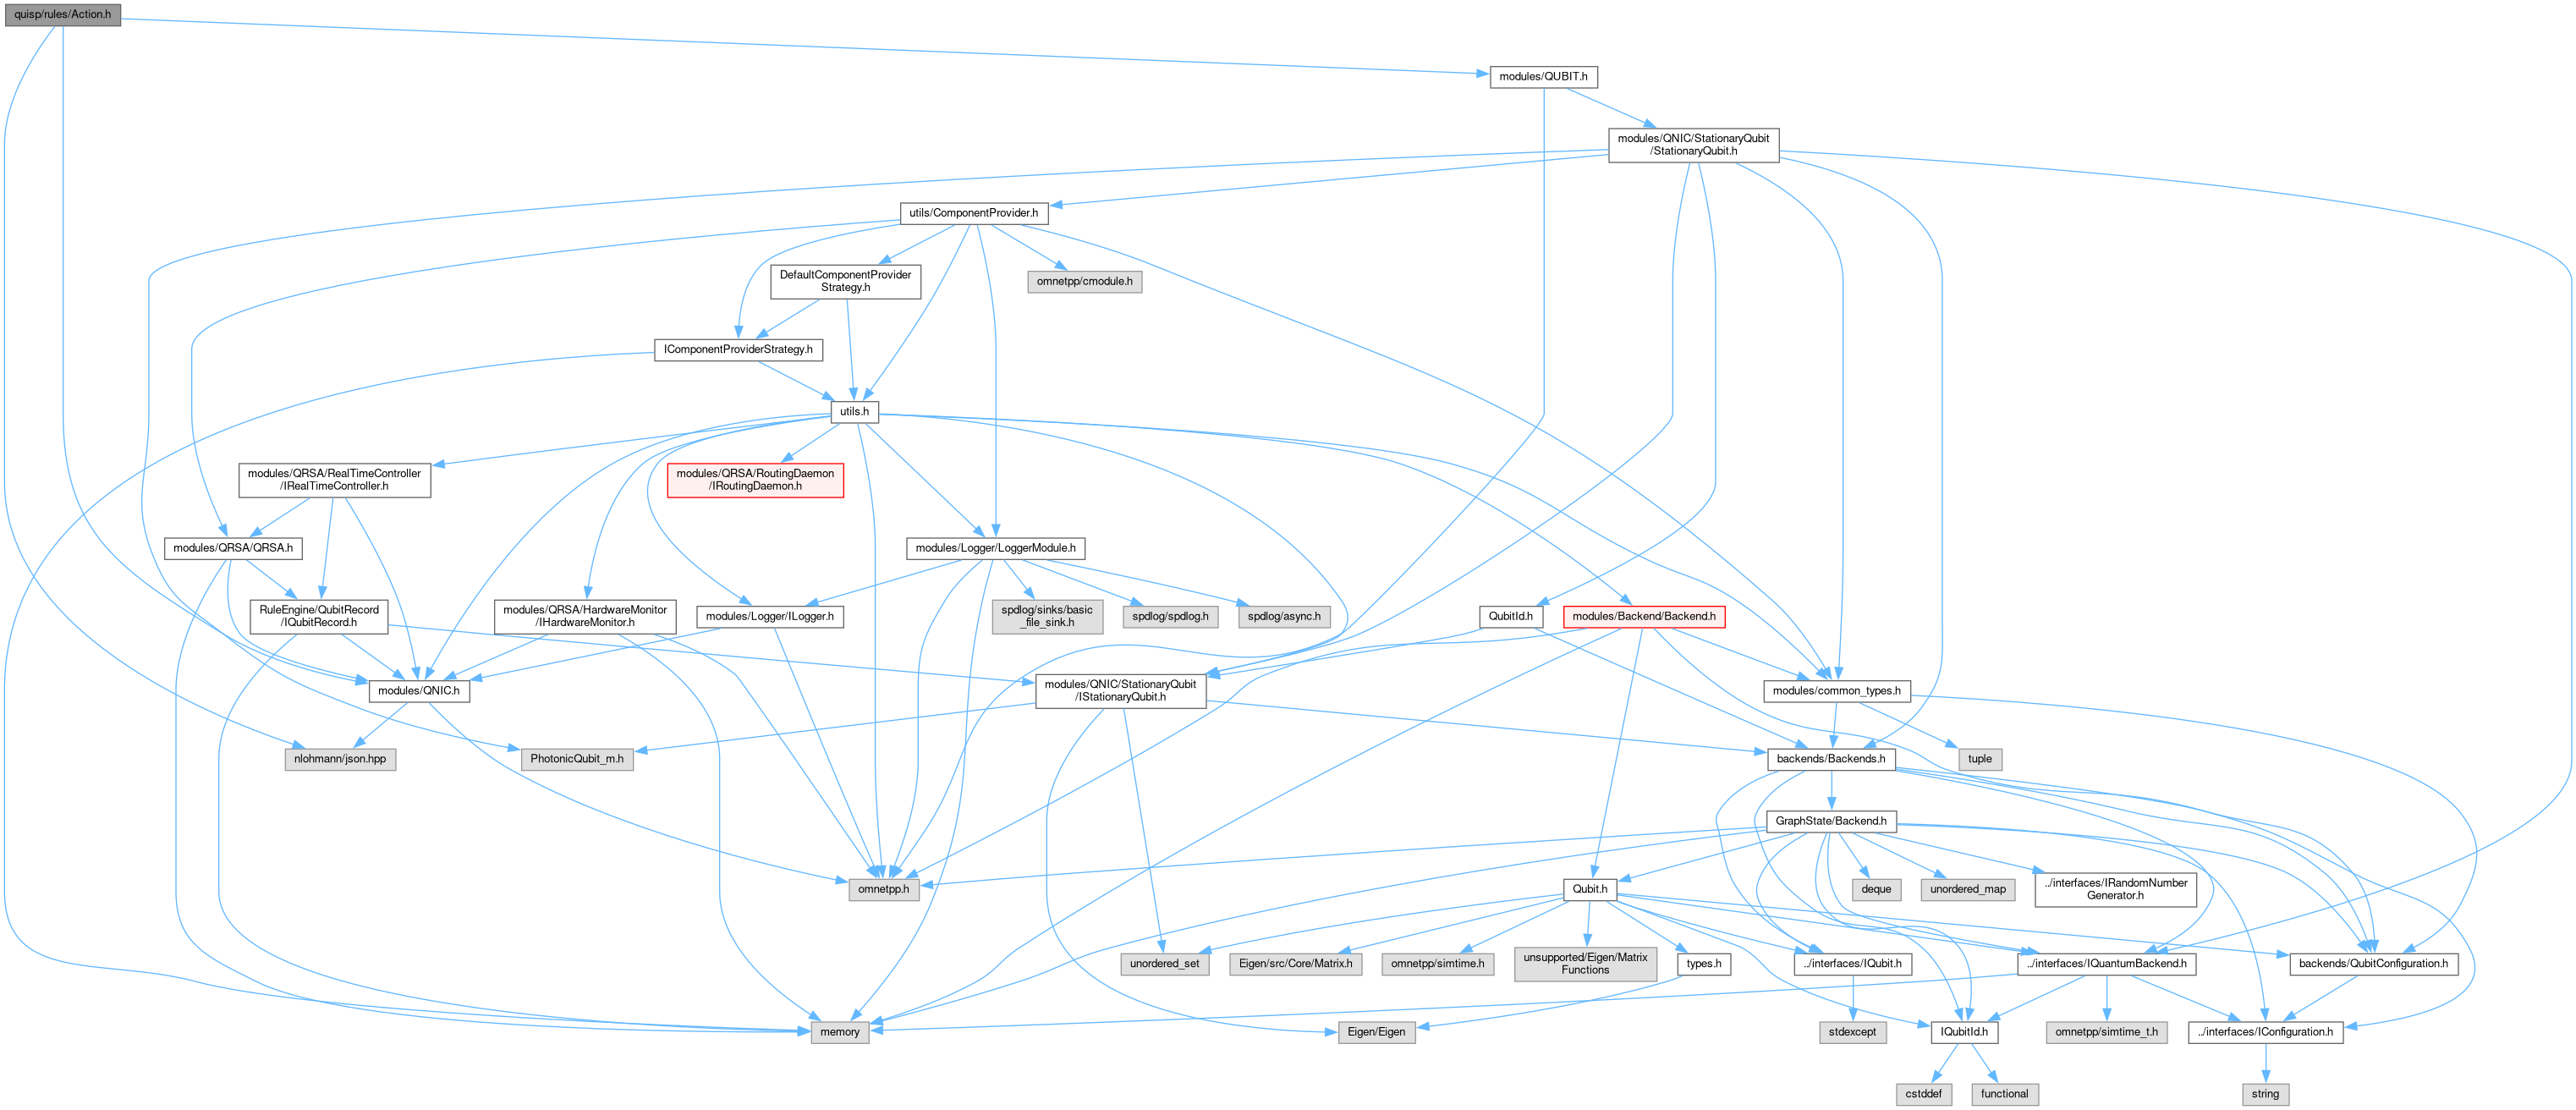 quisp/rules/Action.h
modules/QUBIT.h
modules/QNIC/StationaryQubit
/StationaryQubit.h
utils/ComponentProvider.h
DefaultComponentProvider
Strategy.h
omnetpp/cmodule.h
IComponentProviderStrategy.h
utils.h
modules/QRSA/RealTimeController
/IRealTimeController.h
modules/QRSA/RoutingDaemon
/IRoutingDaemon.h
modules/QRSA/QRSA.h
modules/Logger/LoggerModule.h
RuleEngine/QubitRecord
/IQubitRecord.h
modules/QRSA/HardwareMonitor
/IHardwareMonitor.h
modules/Logger/ILogger.h
spdlog/sinks/basic
_file_sink.h
spdlog/spdlog.h
spdlog/async.h
QubitId.h
modules/Backend/Backend.h
modules/QNIC.h
modules/QNIC/StationaryQubit
/IStationaryQubit.h
modules/common_types.h
nlohmann/json.hpp
PhotonicQubit_m.h
backends/Backends.h
tuple
GraphState/Backend.h
omnetpp.h
Qubit.h
deque
unordered_map
../interfaces/IRandomNumber
Generator.h
unordered_set
Eigen/src/Core/Matrix.h
omnetpp/simtime.h
unsupported/Eigen/Matrix
Functions
types.h
../interfaces/IQubit.h
../interfaces/IQuantumBackend.h
backends/QubitConfiguration.h
memory
Eigen/Eigen
stdexcept
IQubitId.h
omnetpp/simtime_t.h
../interfaces/IConfiguration.h
cstddef
functional
string